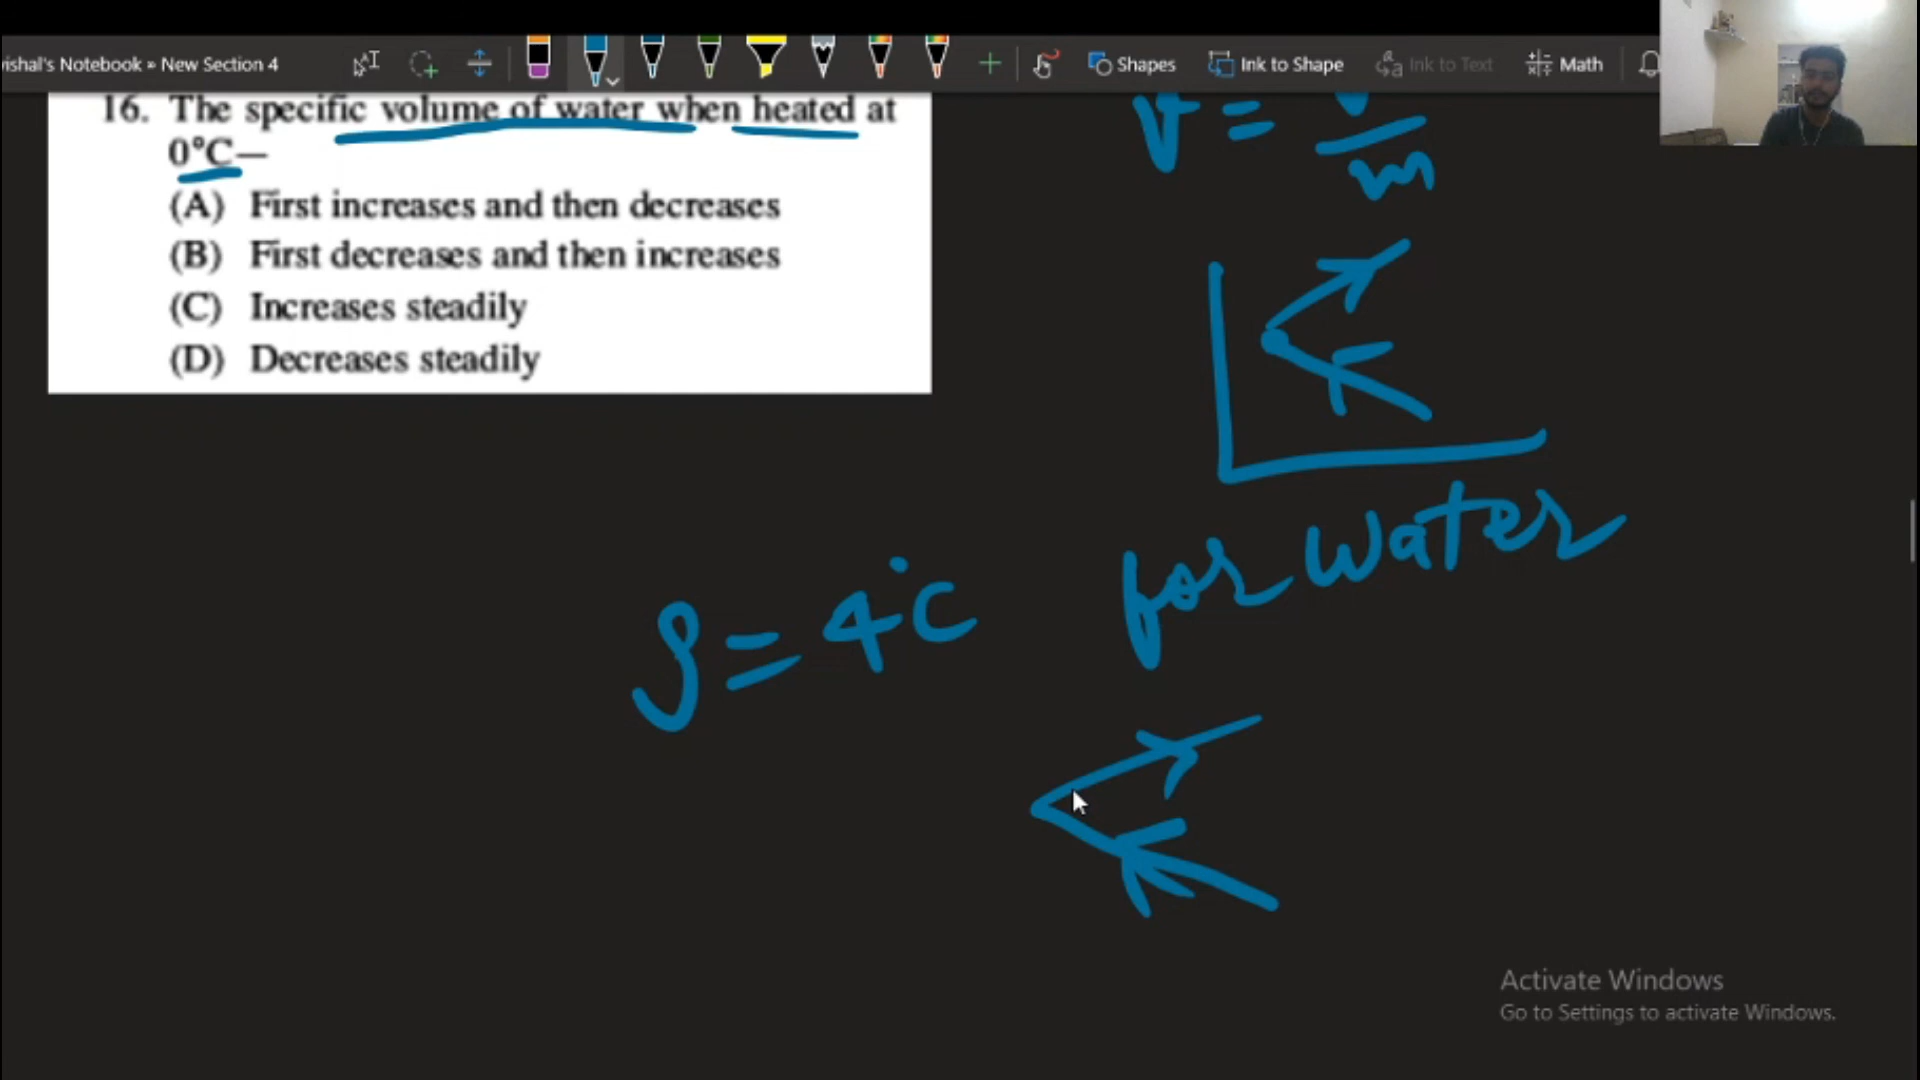 vishal's Notebook » New Section 4
Shapes
Ink to Shape
Ink to Text
Math
16. The specific volume of water when heated at
0°C—
(A) First increases and then decreases
(B) First decreases and then increases
(C) Increases steadily
(D) Decreases steadily
v = v/m
for water
ρ = 4°c
Activate Windows
Go to Settings to activate Windows.